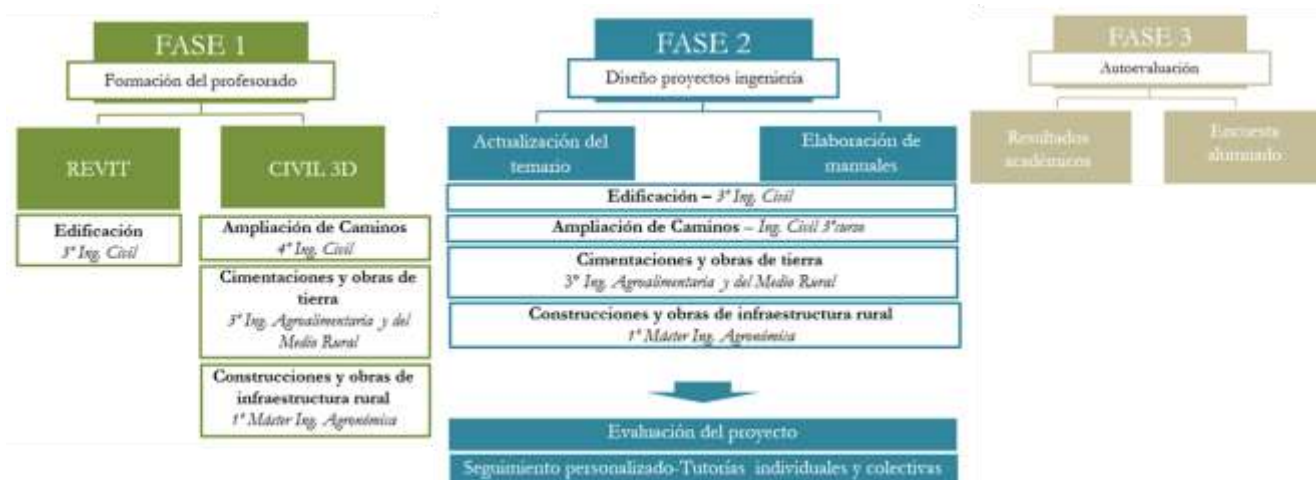 FASE 1
Formación del profesorado
REVIT
Edificación
3º Ing. Civil
CIVIL 3D
Ampliación de Caminos
4º Ing. Civil
Cimentaciones y obras de
tierra
3º Ing. Agroalimentaria y del
Medio Rural
Construcciones y obras de
infraestructura rural
1º Máster Ing. Agronómica
FASE 2
Diseño proyectos ingeniería
Actualización del
temario
Elaboración de
manuales
Edificación – 3º Ing. Civil
Ampliación de Caminos – Ing. Civil 3ºcurso
Cimentaciones y obras de tierra
3º Ing. Agroalimentaria y del Medio Rural
Construcciones y obras de infraestructura rural
1º Máster Ing. Agronómica
Evaluación del proyecto
Seguimiento personalizado-Tutorías individuales y colectivas
FASE 3
Autoevaluación
Resultados
académicos
Encuesta
alumnado